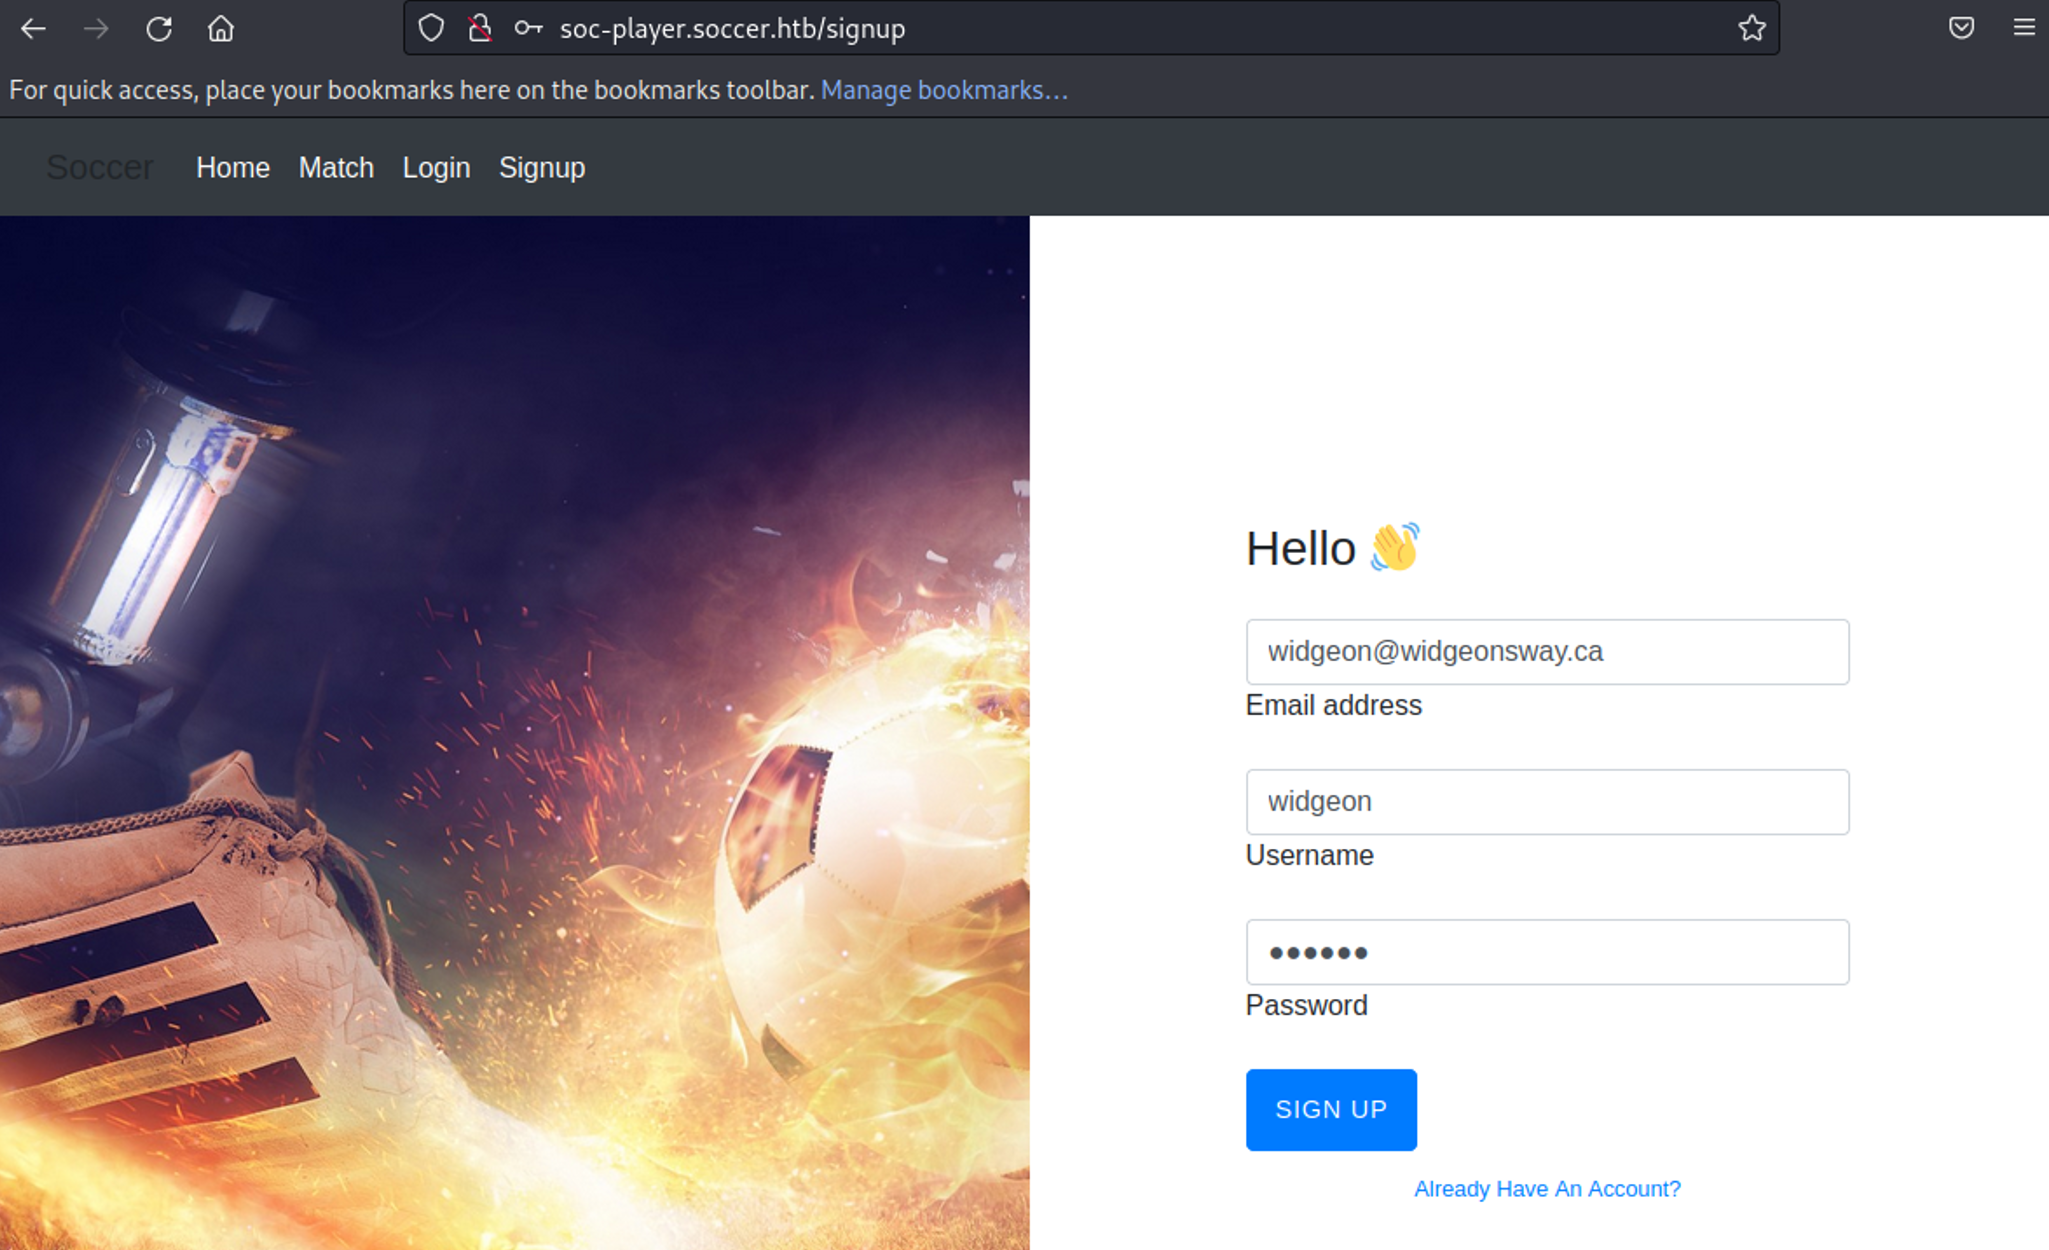 soc-player.soccer.htb/signup
For quick access, place your bookmarks here on the bookmarks toolbar. Manage bookmarks...
Soccer Home Match Login Signup
Hello 👋
widgeon@widgeonsway.ca
Email address
widgeon
Username
••••••
Password
SIGN UP
Already Have An Account?